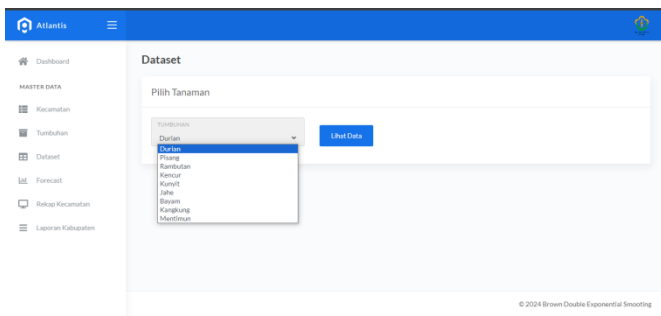 Atlantis
Dashboard
MASTER DATA
Kecamatan
Tumbuhan
Dataset
Forecast
Rekap Kecamatan
Laporan Kabupaten
Dataset
Pilih Tanaman
TUMBUHAN
Durian
Lihat Data
Durian
Pisang
Rambutan
Kencur
Kunyit
Jahe
Bayam
Kangkung
Mentimun
© 2024 Brown Double Exponential Smooting